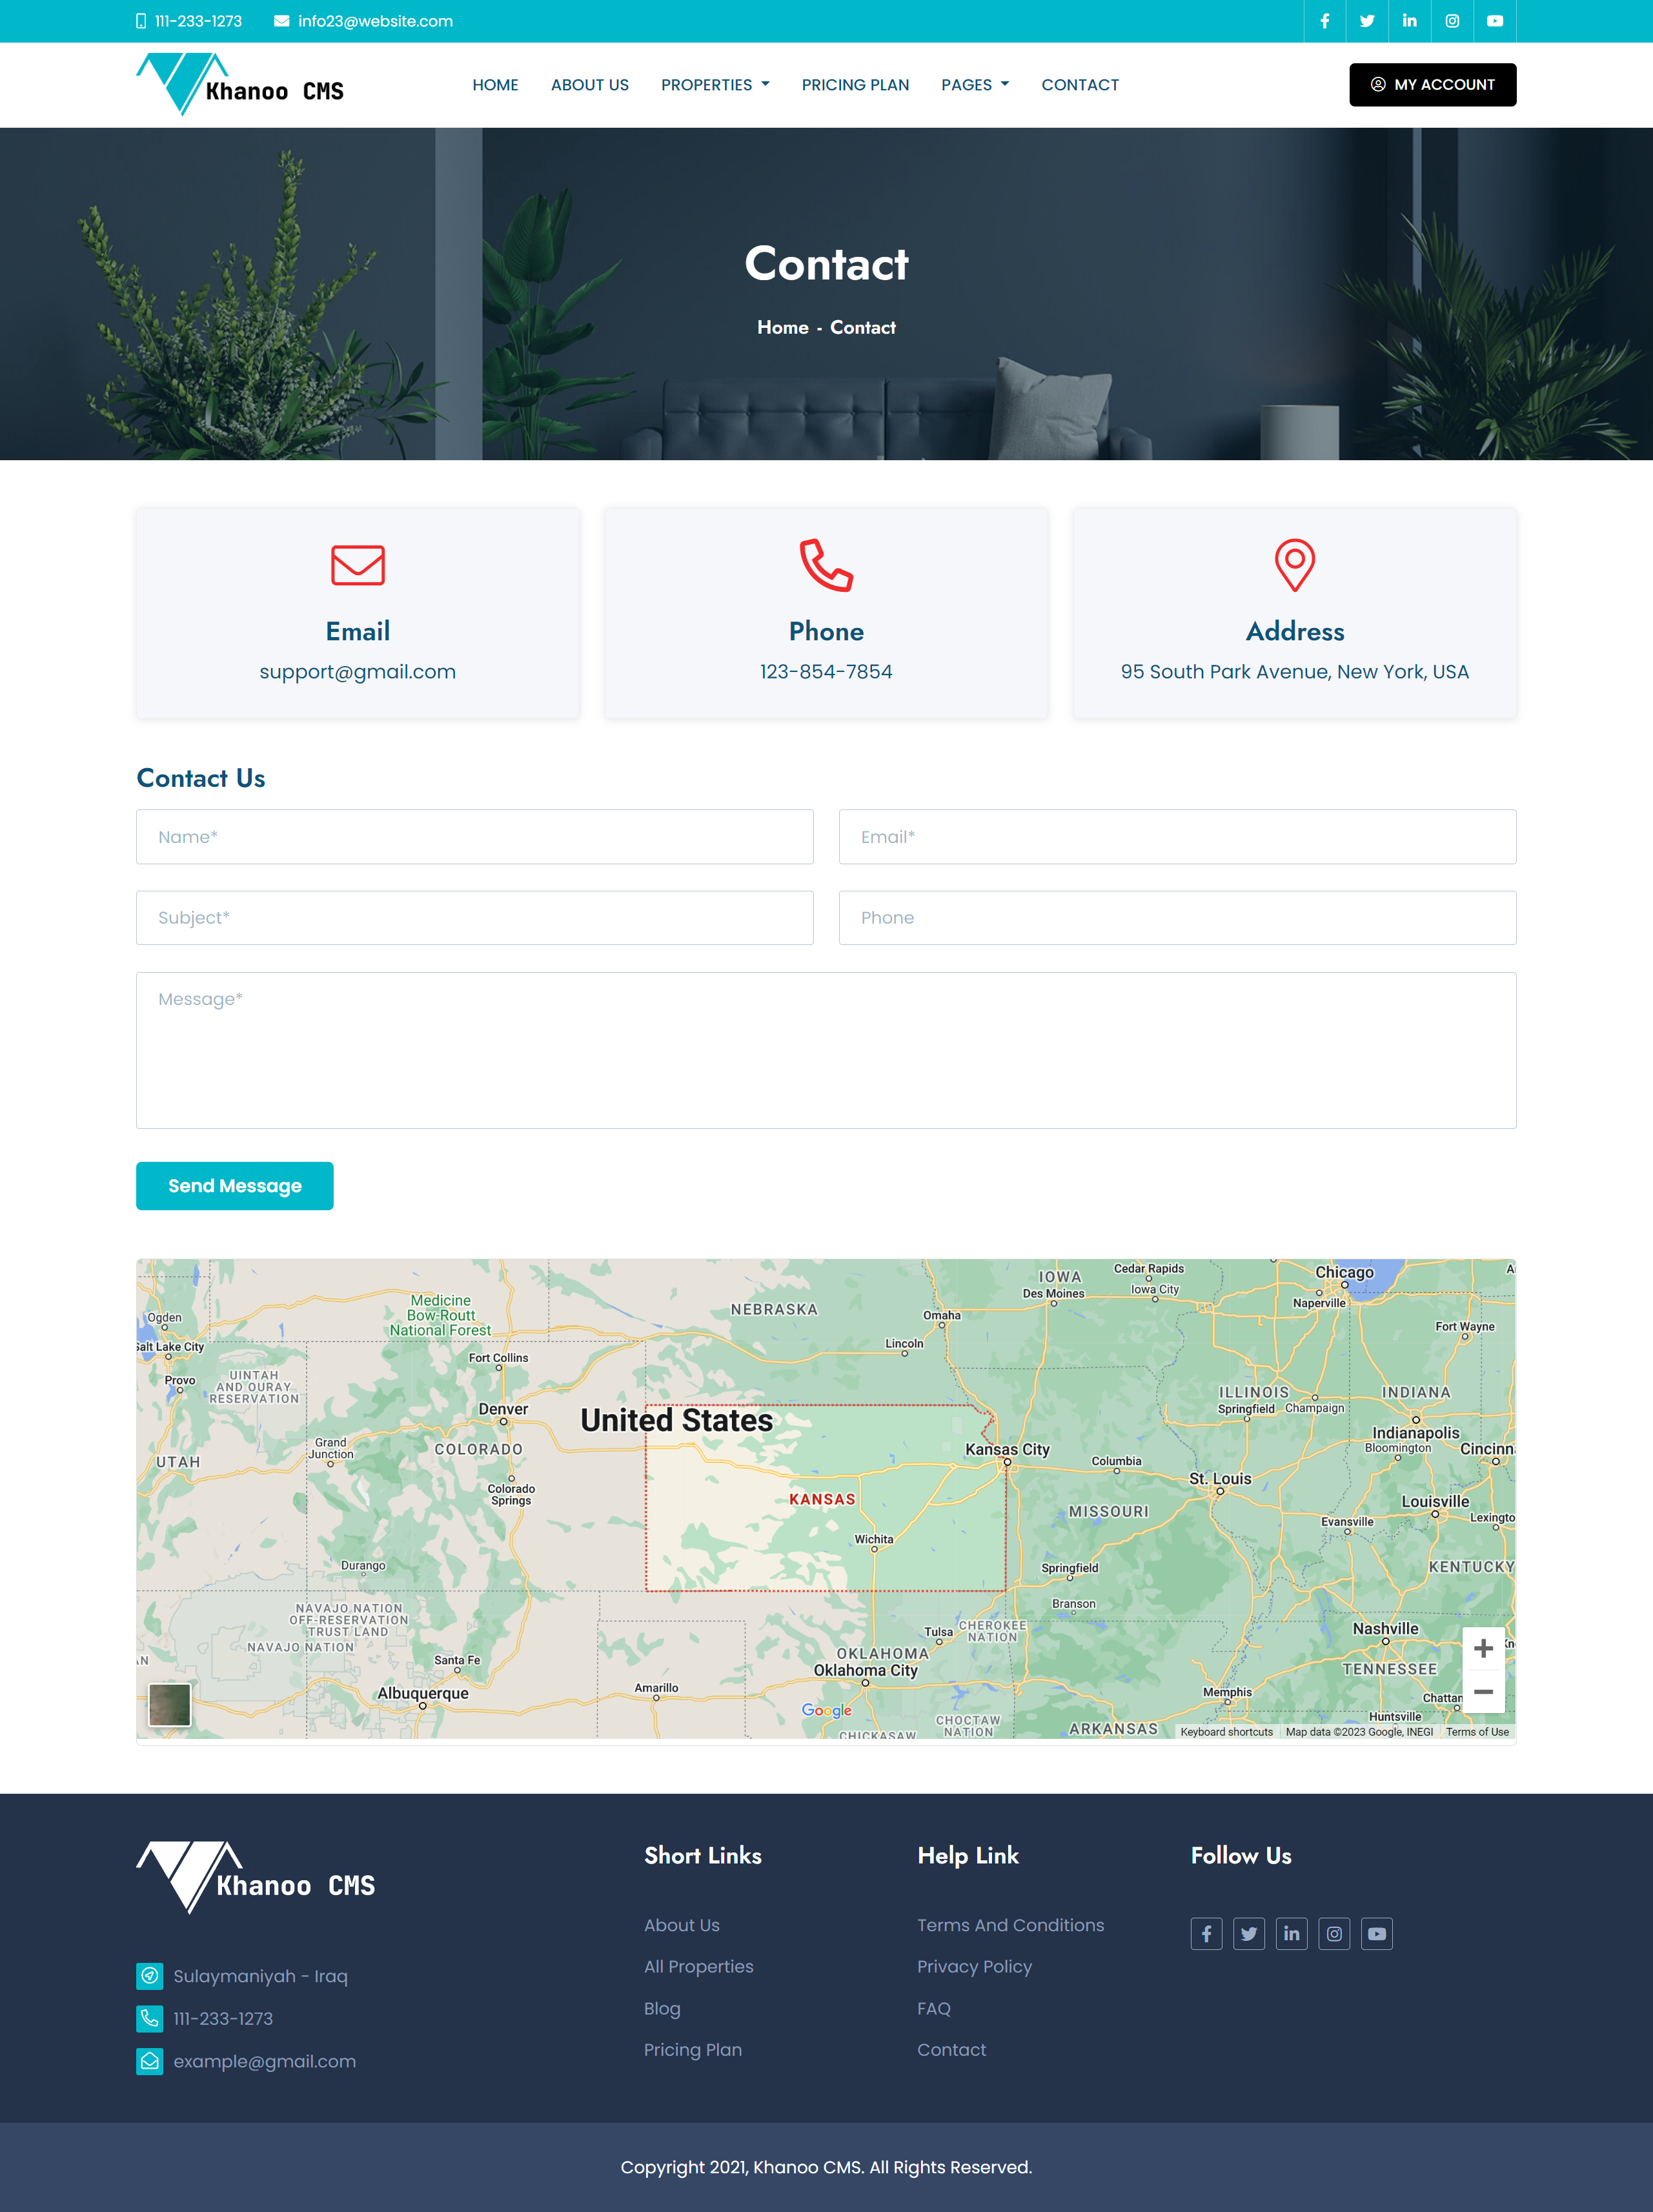 111-233-1273 info23@website.com
Khanoo CMS
HOME ABOUT US PROPERTIES PRICING PLAN PAGES CONTACT
MY ACCOUNT
Contact
Home - Contact
Email
support@gmail.com
Phone
123-854-7854
Address
95 South Park Avenue, New York, USA
Contact Us
Name*
Email*
Subject*
Phone
Message*
Send Message
Ogden
Salt Lake City
Provo
UINTAH
AND OURAY
RESERVATION
UTAH
Medicine
Bow-Routt
National Forest
Fort Collins
Denver
Grand
Junction
COLORADO
Colorado
Springs
Durango
NAVAJO NATION
OFF-RESERVATION
TRUST LAND
NAVAJO NATION
Santa Fe
Albuquerque
NEBRASKA
Omaha
Lincoln
United States
KANSAS
Wichita
Kansas City
Amarillo
OKLAHOMA
Oklahoma City
Tulsa
CHEROKEE
NATION
CHOCTAW
NATION
CHICKASAW
IOWA
Des Moines
Cedar Rapids
Iowa City
Chicago
Naperville
Fort Wayne
ILLINOIS
Springfield
Champaign
INDIANA
Indianapolis
Bloomington
Cincinn
Columbia
St. Louis
MISSOURI
Louisville
Evansville
Lexingto
Springfield
KENTUCKY
Branson
Nashville
TENNESSEE
Memphis
Chattan
Huntsville
ARKANSAS
Google
Keyboard shortcuts Map data ©2023 Google, INEGI Terms of Use
Khanoo CMS
Sulaymaniyah - Iraq
111-233-1273
example@gmail.com
Short Links
About Us
All Properties
Blog
Pricing Plan
Help Link
Terms And Conditions
Privacy Policy
FAQ
Contact
Follow Us
Copyright 2021, Khanoo CMS. All Rights Reserved.